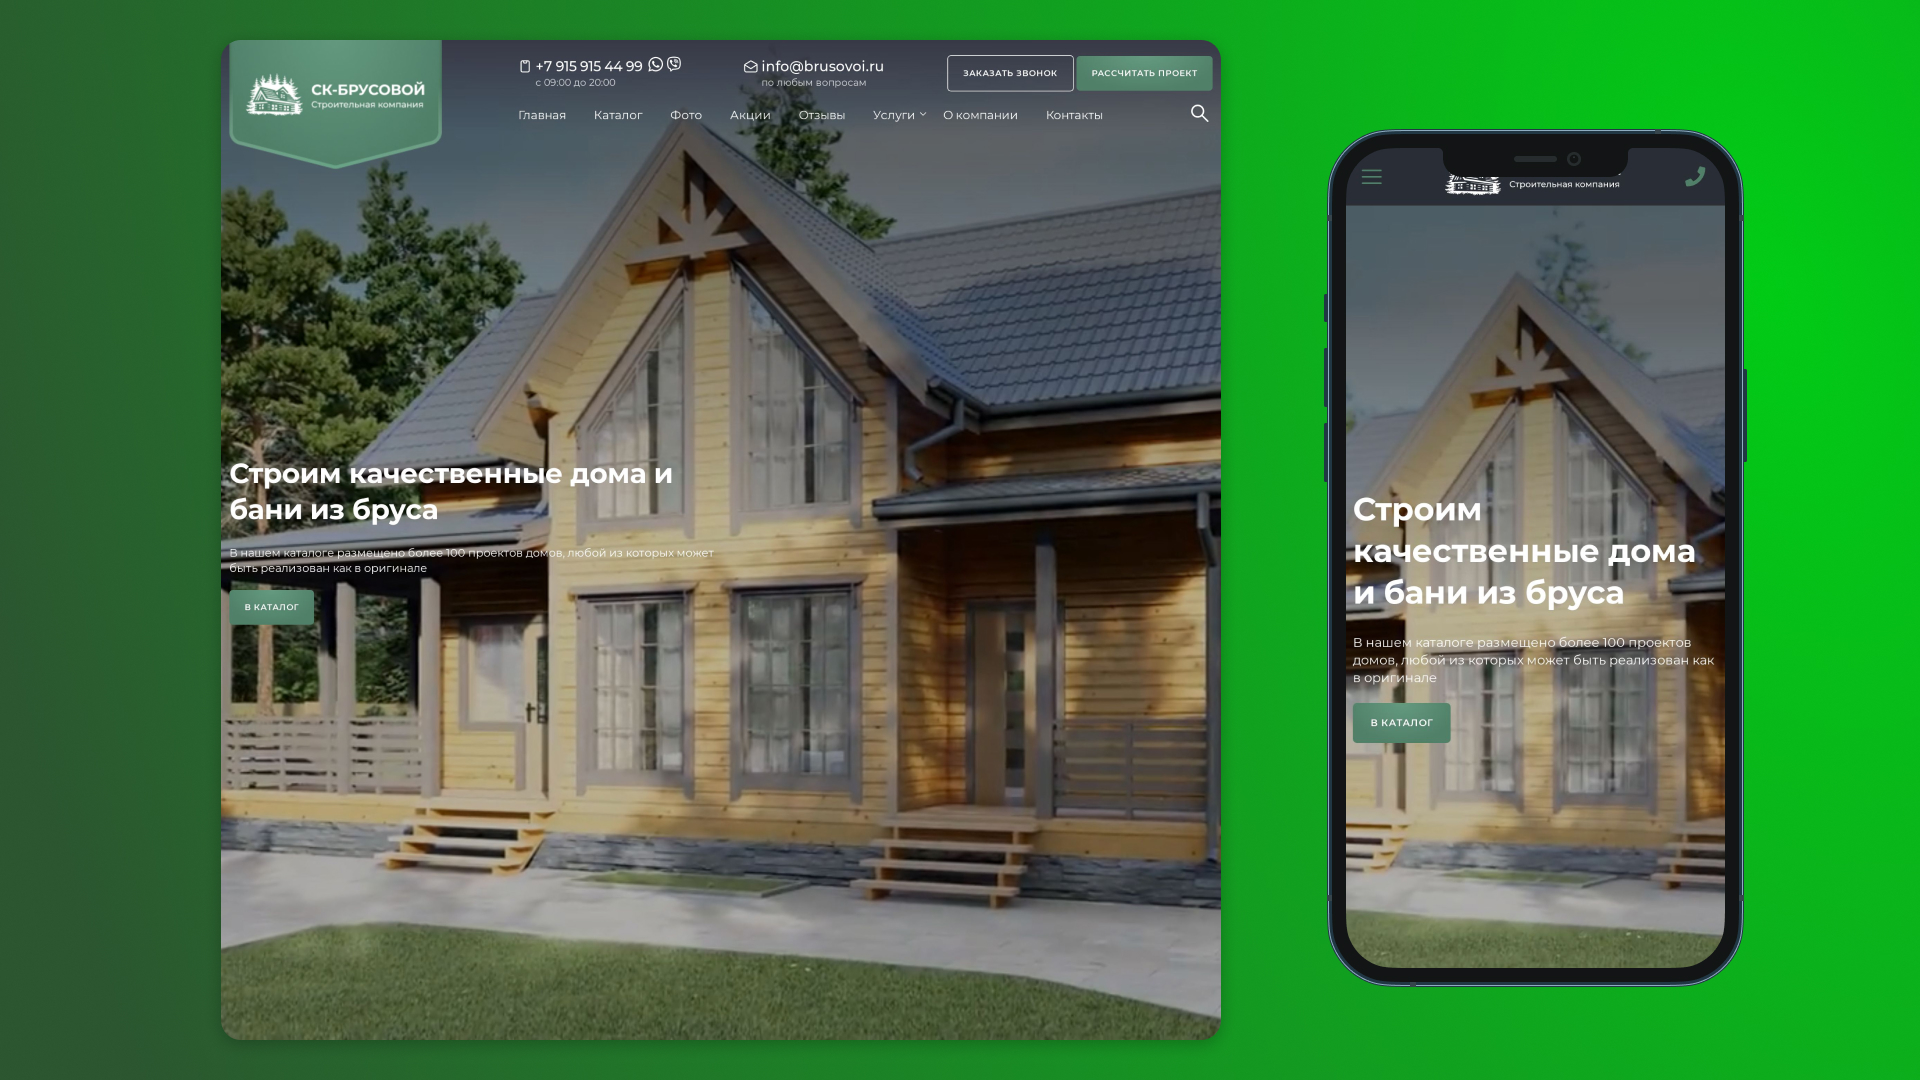 СК-БРУСОВОЙ
Строительная компания
+7 915 915 44 99
с 09:00 до 20:00
info@brusovoi.ru
по любым вопросам
ЗАКАЗАТЬ ЗВОНОК
РАССЧИТАТЬ ПРОЕКТ
Главная Каталог Фото Акции Отзывы Услуги О компании Контакты
Строим качественные дома и
бани из бруса
В нашем каталоге размещено более 100 проектов домов, любой из которых может
быть реализован как в оригинале
В КАТАЛОГ
Строительная компания
Строим
качественные дома
и бани из бруса
В нашем каталоге размещено более 100 проектов
домов, любой из которых может быть реализован как
в оригинале
В КАТАЛОГ